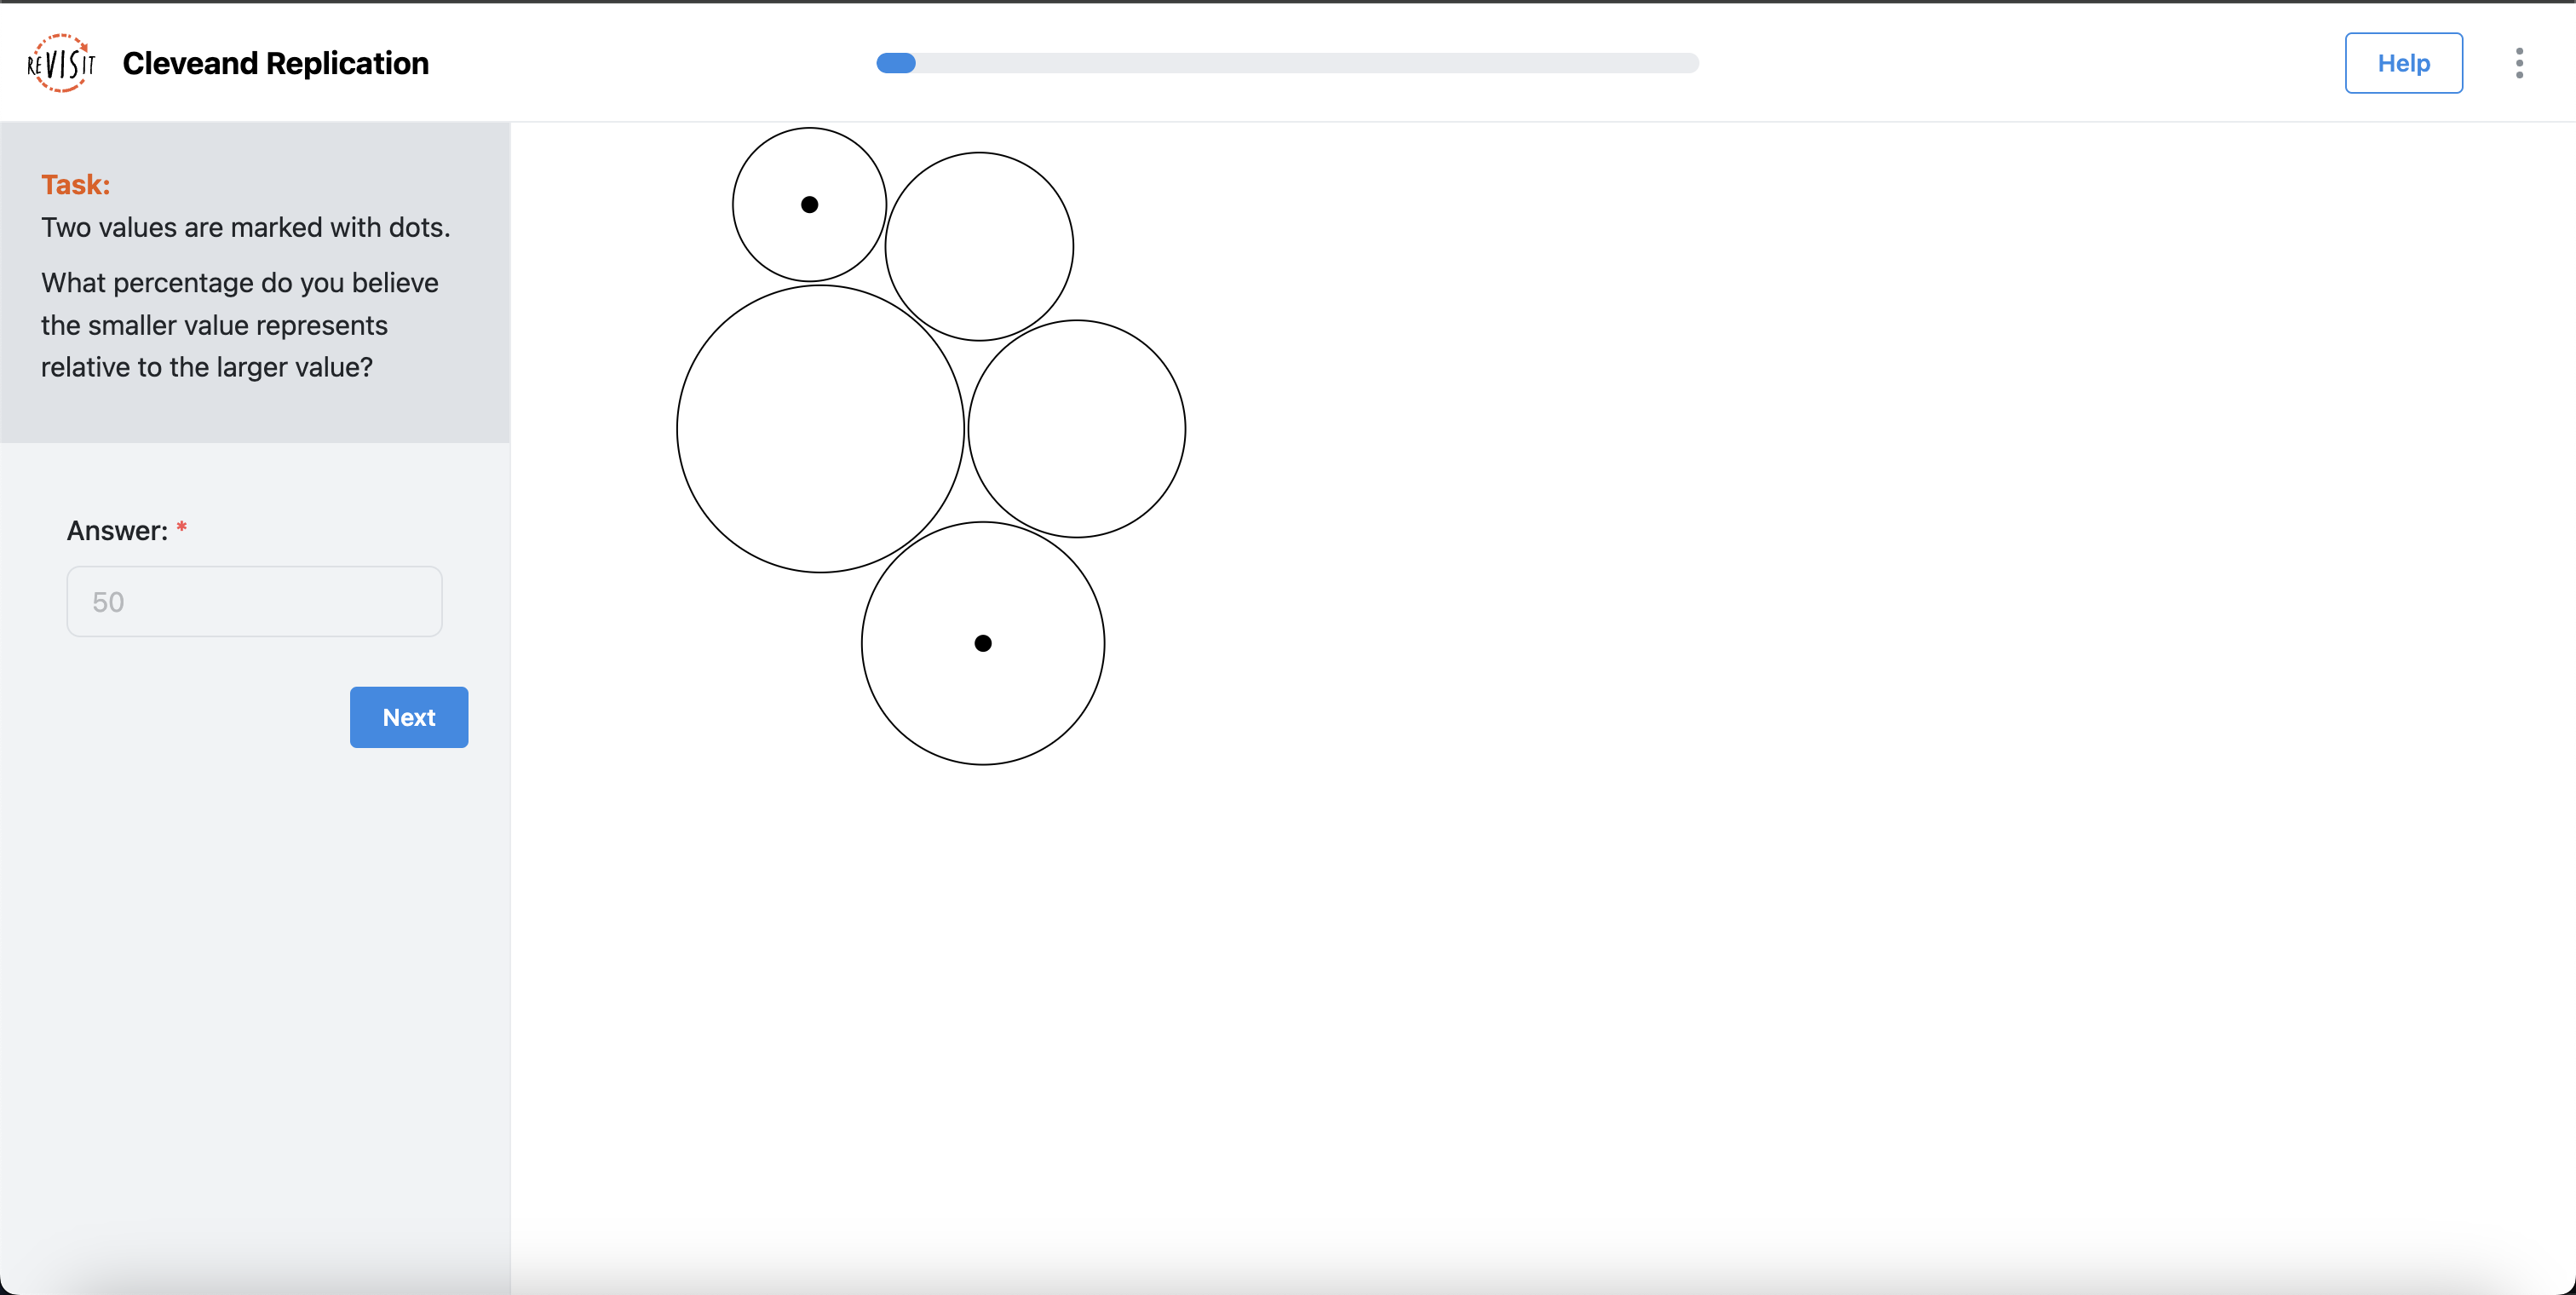 REVISIT
Cleveand Replication
Help
Task:
Two values are marked with dots.
What percentage do you believe
the smaller value represents
relative to the larger value?
Answer: *
50
Next